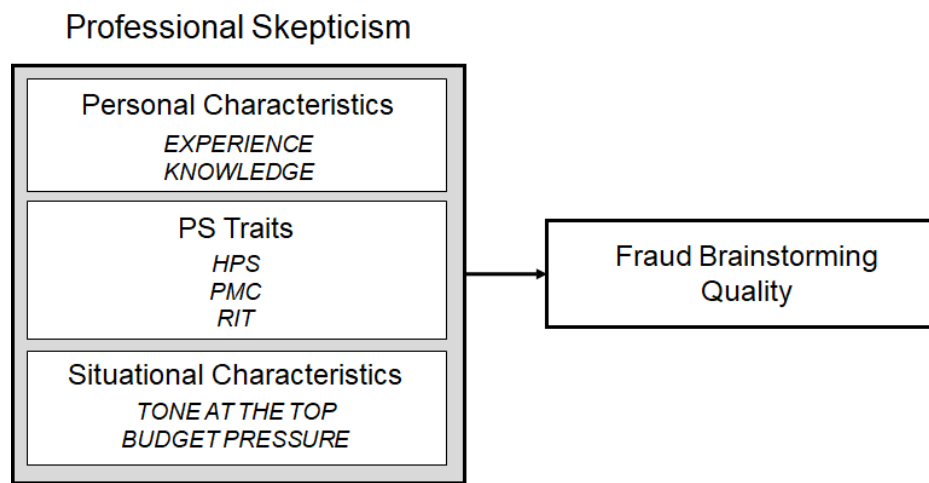 Professional Skepticism
Personal Characteristics
EXPERIENCE
KNOWLEDGE
PS Traits
HPS
PMC
RIT
Situational Characteristics
TONE AT THE TOP
BUDGET PRESSURE
Fraud Brainstorming
Quality